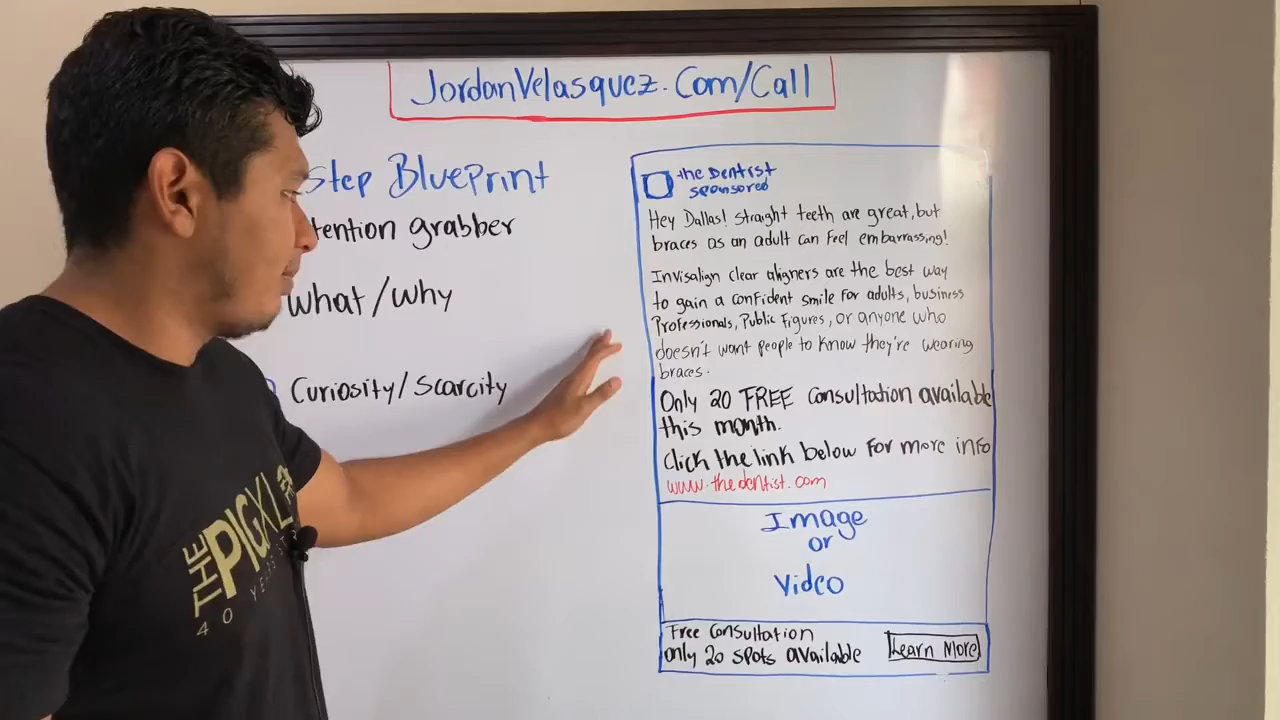 JordanVelasquez.Com/Call
Step Blueprint
tention grabber
What/Why
Curiosity/Scarcity
the Dentist
sponsored
Hey Dallas! Straight teeth are great, but
braces as an adult can feel embarrassing!
Invisalign clear aligners are the best way
to gain a confident smile for adults, business
Professionals, Public Figures, or anyone who
doesn't want people to know they're wearing
braces.
Only 20 FREE consultation available
this month.
Click the link below for more info
www.thedentist.com
Image
or
Video
Free Consultation
only 20 spots available
Learn More
THE
PIGXL
40 YEARS